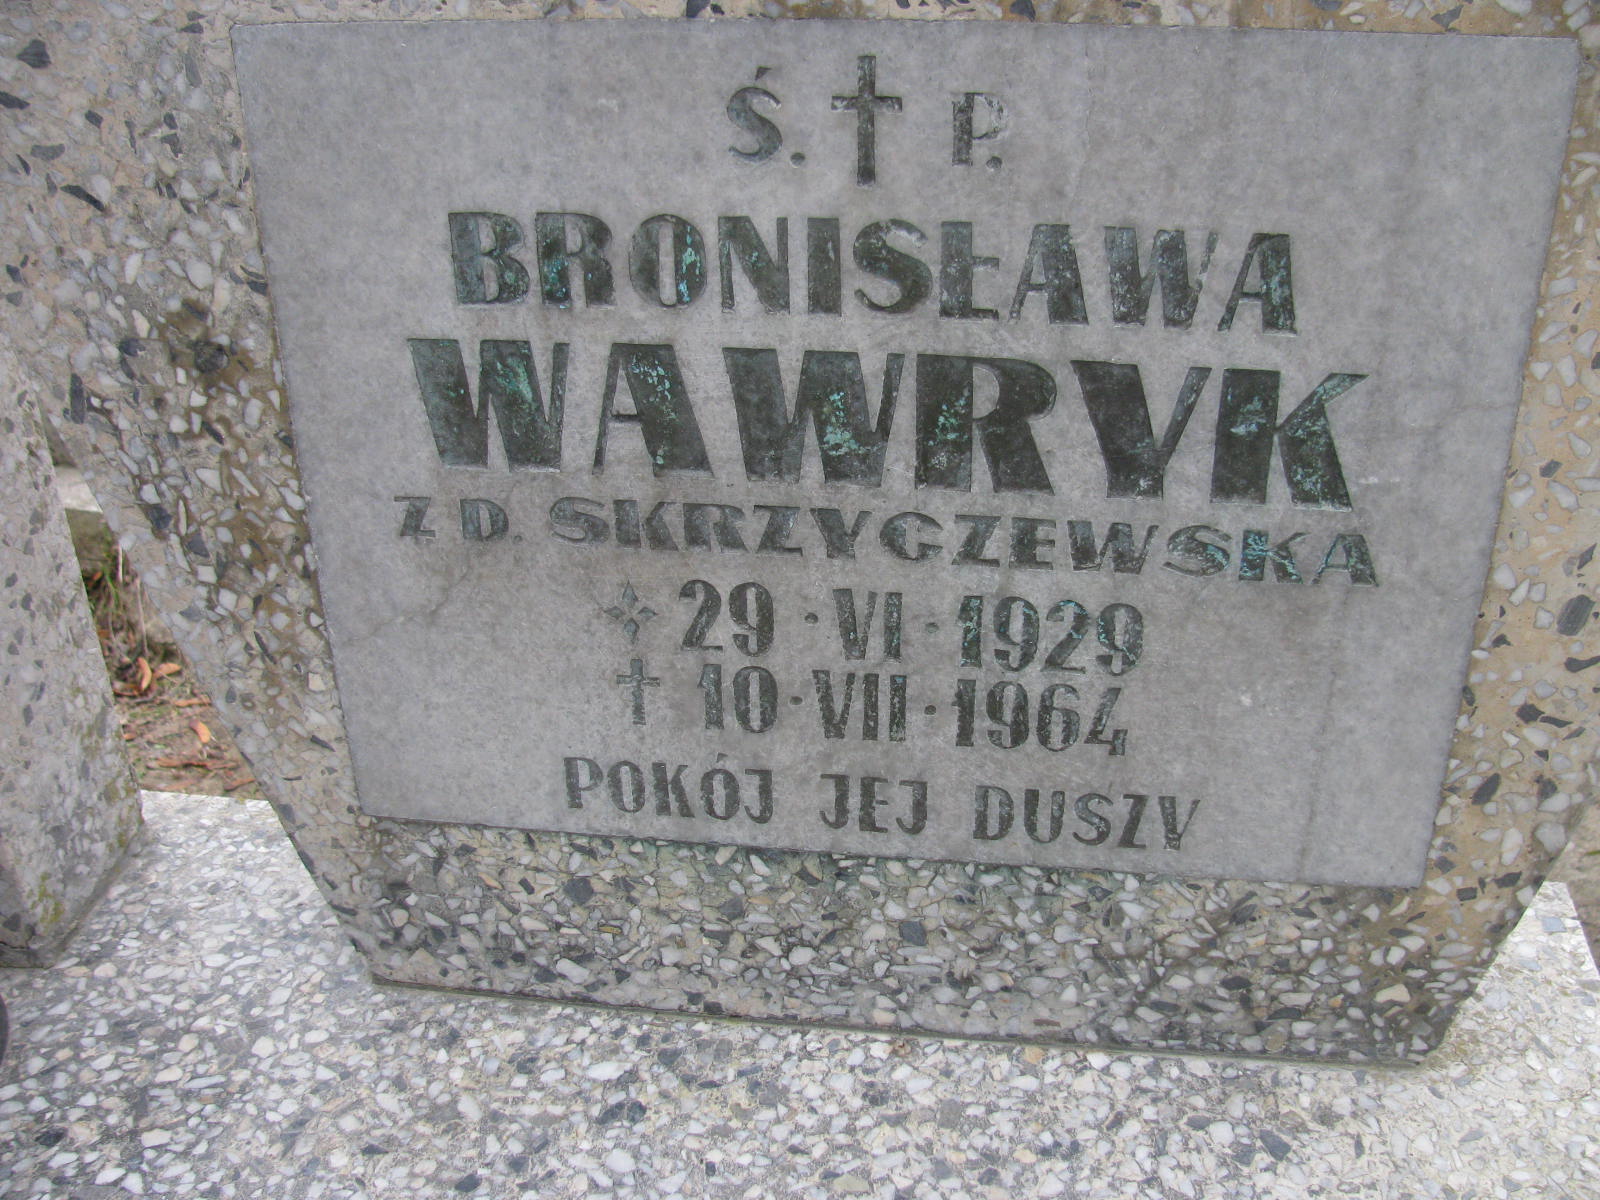 Ś. † P.
BRONISŁAWA
WAWRYK
Z D. SKRZYCZEWSKA
✧ 29 · VI · 1929
† 10 · VII · 1964
POKÓJ JEJ DUSZY